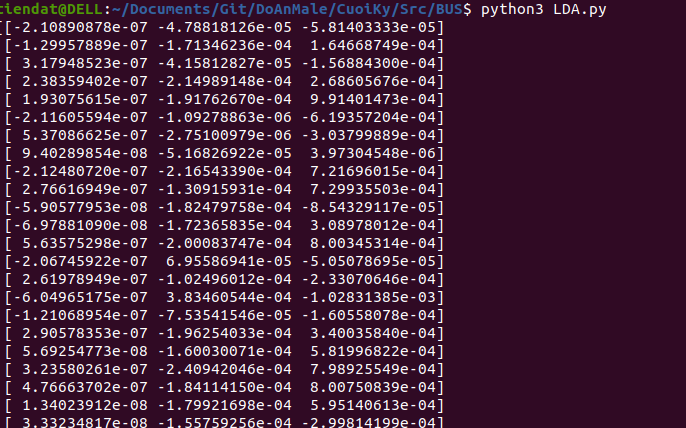 tiendat@DELL:~/Documents/Git/DoAnMale/CuoiKy/Src/BUS$ python3 LDA.py
[[-2.10890878e-07 -4.78818126e-05 -5.81403333e-05]
[-1.29957889e-07 -1.71346236e-04  1.64668749e-04]
[ 3.17948523e-07 -4.15812827e-05 -1.56884300e-04]
[ 2.38359402e-07 -2.14989148e-04  2.68605676e-04]
[ 1.93075615e-07 -1.91762670e-04  9.91401473e-04]
[-2.11605594e-07 -1.09278863e-06 -6.19357204e-04]
[ 5.37086625e-07 -2.75100979e-06 -3.03799889e-04]
[ 9.40289854e-08 -5.16826922e-05  3.97304548e-06]
[-2.12480720e-07 -2.16543390e-04  7.21696015e-04]
[ 2.76616949e-07 -1.30915931e-04  7.29935503e-04]
[-5.90577953e-08 -1.82479758e-04 -8.54329117e-05]
[-6.97881090e-08 -1.72365835e-04  3.08978012e-04]
[ 5.63575298e-07 -2.00083747e-04  8.00345314e-04]
[-2.06745922e-07  6.95586941e-05 -5.05078695e-05]
[ 2.61978949e-07 -1.02496012e-04 -2.33070646e-04]
[-6.04965175e-07  3.83460544e-04 -1.02831385e-03]
[-1.21068954e-07 -7.53541546e-05 -1.60558078e-04]
[ 2.90578353e-07 -1.96254033e-04  3.40035840e-04]
[ 5.69254773e-08 -1.60030071e-04  5.81996822e-04]
[ 3.23580261e-07 -2.40942046e-04  7.98925549e-04]
[ 4.76663702e-07 -1.84114150e-04  8.00750839e-04]
[ 1.34023912e-08 -1.79921698e-04  5.95140613e-04]
[ 3.33234817e-08 -1.55759256e-04 -2.99814199e-04]